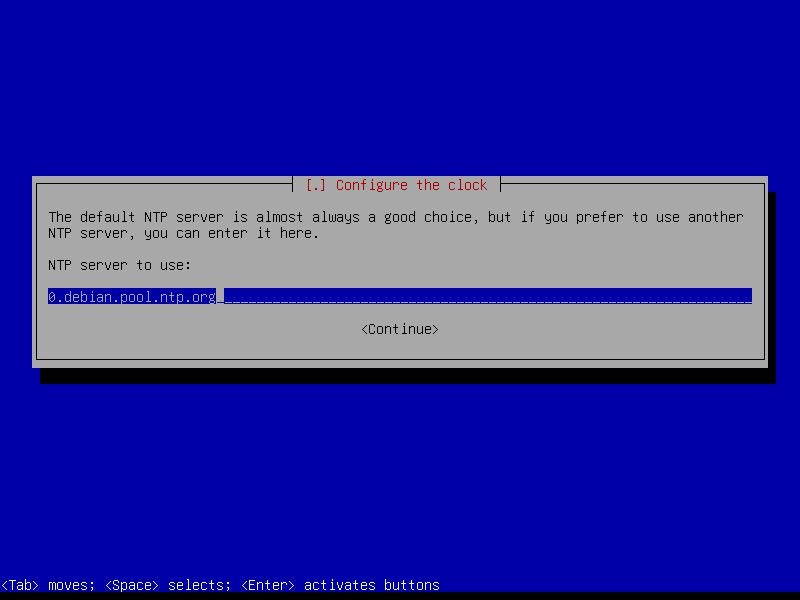 [.] Configure the clock
The default NTP server is almost always a good choice, but if you prefer to use another
NTP server, you can enter it here.
NTP server to use:
0.debian.pool.ntp.org
<Continue>
<Tab> moves; <Space> selects; <Enter> activates buttons